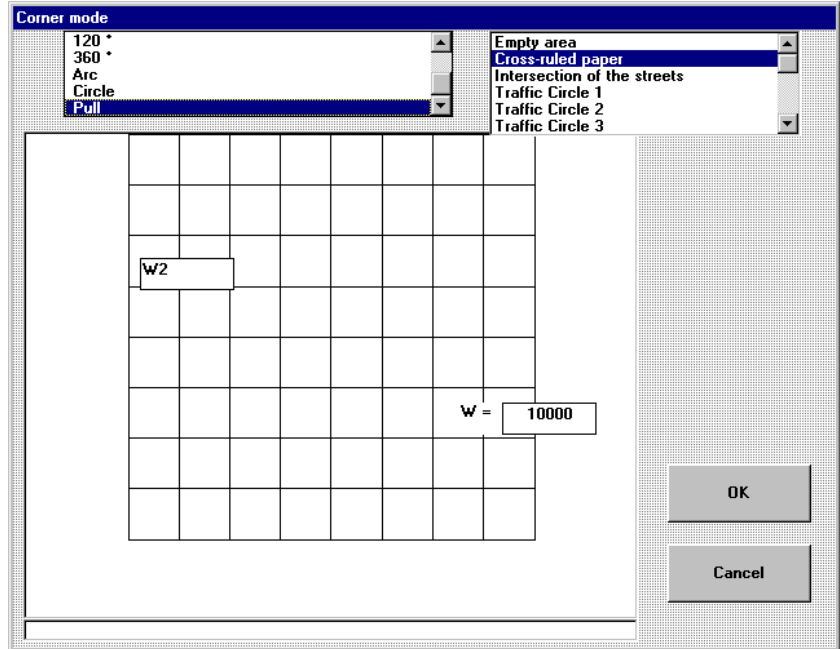 Corner mode
120 °
360 °
Arc
Circle
Pull
Empty area
Cross-ruled paper
Intersection of the streets
Traffic Circle 1
Traffic Circle 2
Traffic Circle 3
W2
W = 10000
OK
Cancel